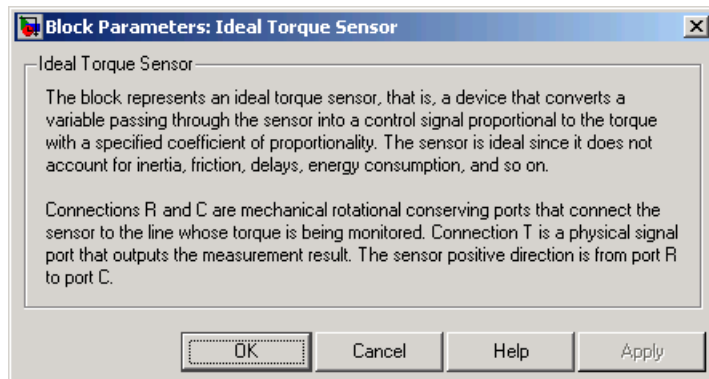 Block Parameters: Ideal Torque Sensor
Ideal Torque Sensor
The block represents an ideal torque sensor, that is, a device that converts a
variable passing through the sensor into a control signal proportional to the torque
with a specified coefficient of proportionality. The sensor is ideal since it does not
account for inertia, friction, delays, energy consumption, and so on.
Connections R and C are mechanical rotational conserving ports that connect the
sensor to the line whose torque is being monitored. Connection T is a physical signal
port that outputs the measurement result. The sensor positive direction is from port R
to port C.
OK Cancel Help Apply